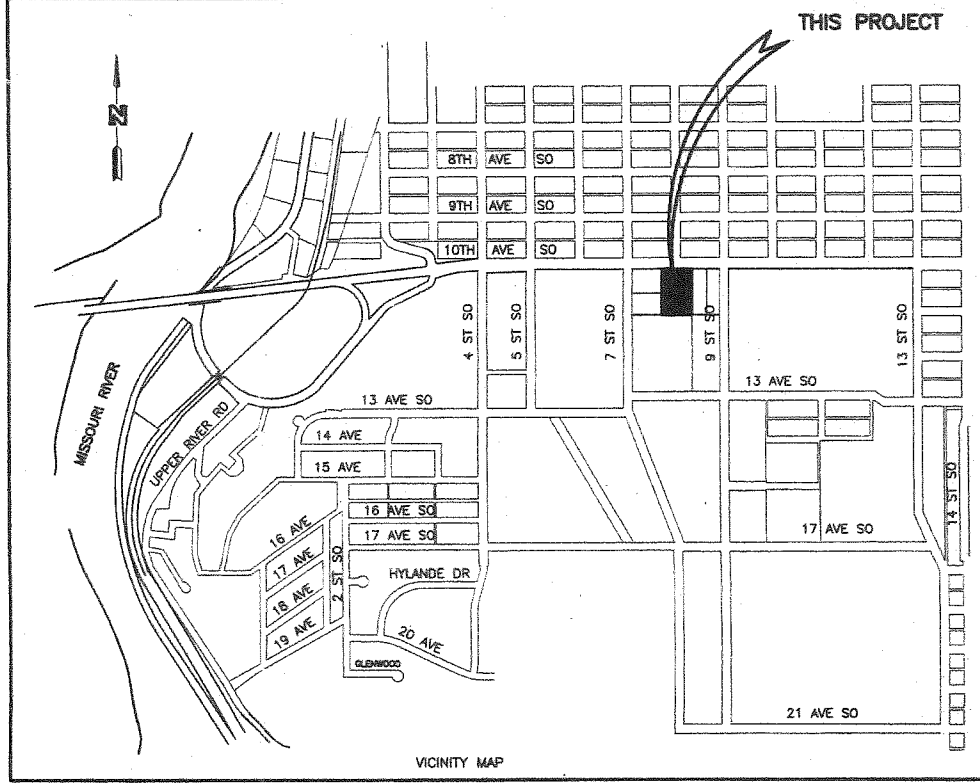 THIS PROJECT
N
8TH AVE SO
9TH AVE SO
10TH AVE SO
4 ST SO
5 ST SO
7 ST SO
9 ST SO
13 ST SO
13 AVE SO
13 AVE SO
MISSOURI RIVER
UPPER RIVER RD
14 AVE
15 AVE
16 AVE SO
17 AVE SO
16 AVE
17 AVE
18 AVE
19 AVE
2 ST SO
HYLANDE DR
20 AVE
GLENWOOD
17 AVE SO
14 ST SO
21 AVE SO
VICINITY MAP